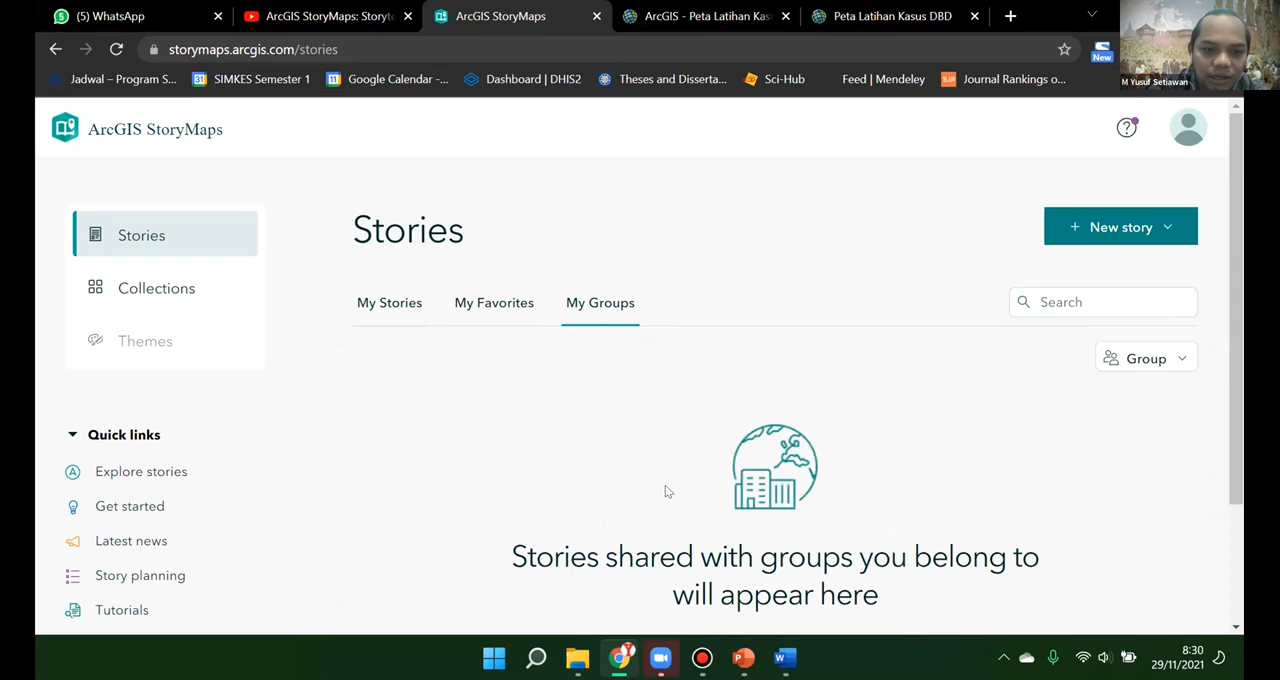 (5) WhatsApp
ArcGIS StoryMaps: Storyte
ArcGIS StoryMaps
ArcGIS - Peta Latihan Kas
Peta Latihan Kasus DBD
storymaps.arcgis.com/stories
New
M Yusuf Setiawan
Jadwal – Program S...
SIMKES Semester 1
Google Calendar -...
Dashboard | DHIS2
Theses and Disserta...
Sci-Hub
Feed | Mendeley
Journal Rankings o...
ArcGIS StoryMaps
Stories
Collections
Themes
Quick links
Explore stories
Get started
Latest news
Story planning
Tutorials
Stories
+ New story
My Stories
My Favorites
My Groups
Search
Group
Stories shared with groups you belong to
will appear here
8:30
29/11/2021